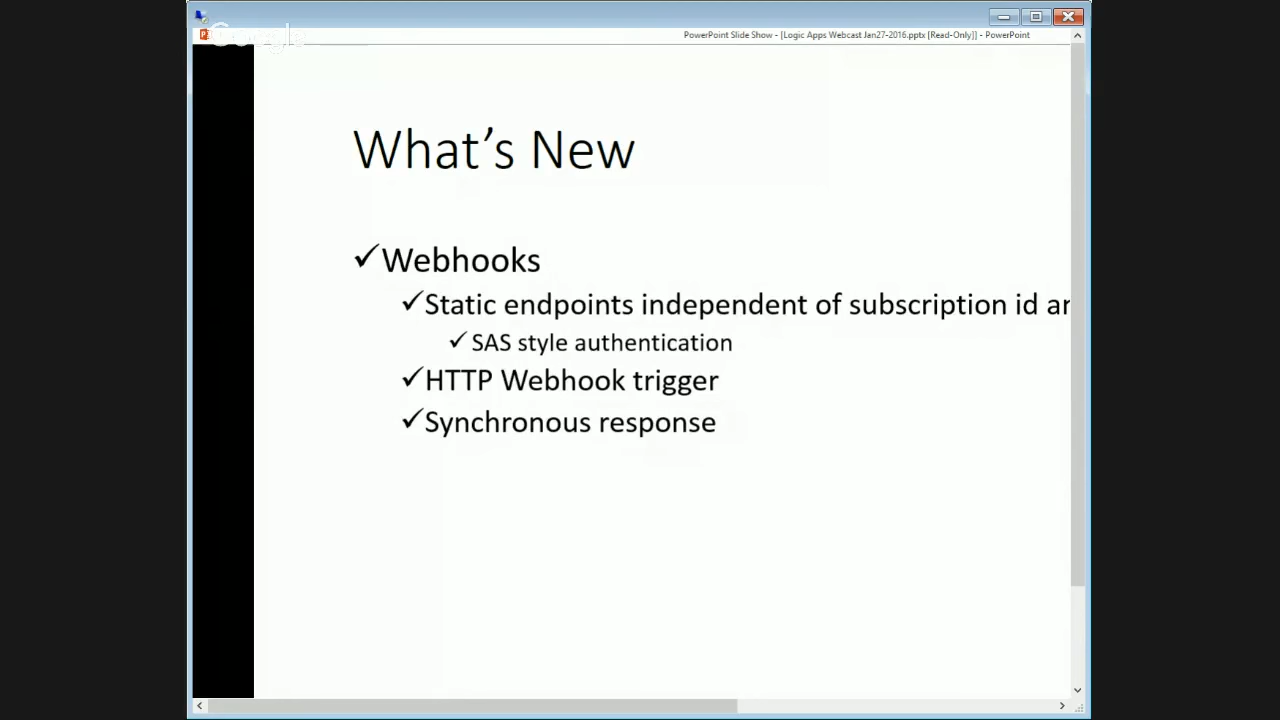 Google
PowerPoint Slide Show - [Logic Apps Webcast Jan27-2016.pptx [Read-Only]] - PowerPoint
What's New
✓Webhooks
✓Static endpoints independent of subscription id
✓SAS style authentication
✓HTTP Webhook trigger
✓Synchronous response